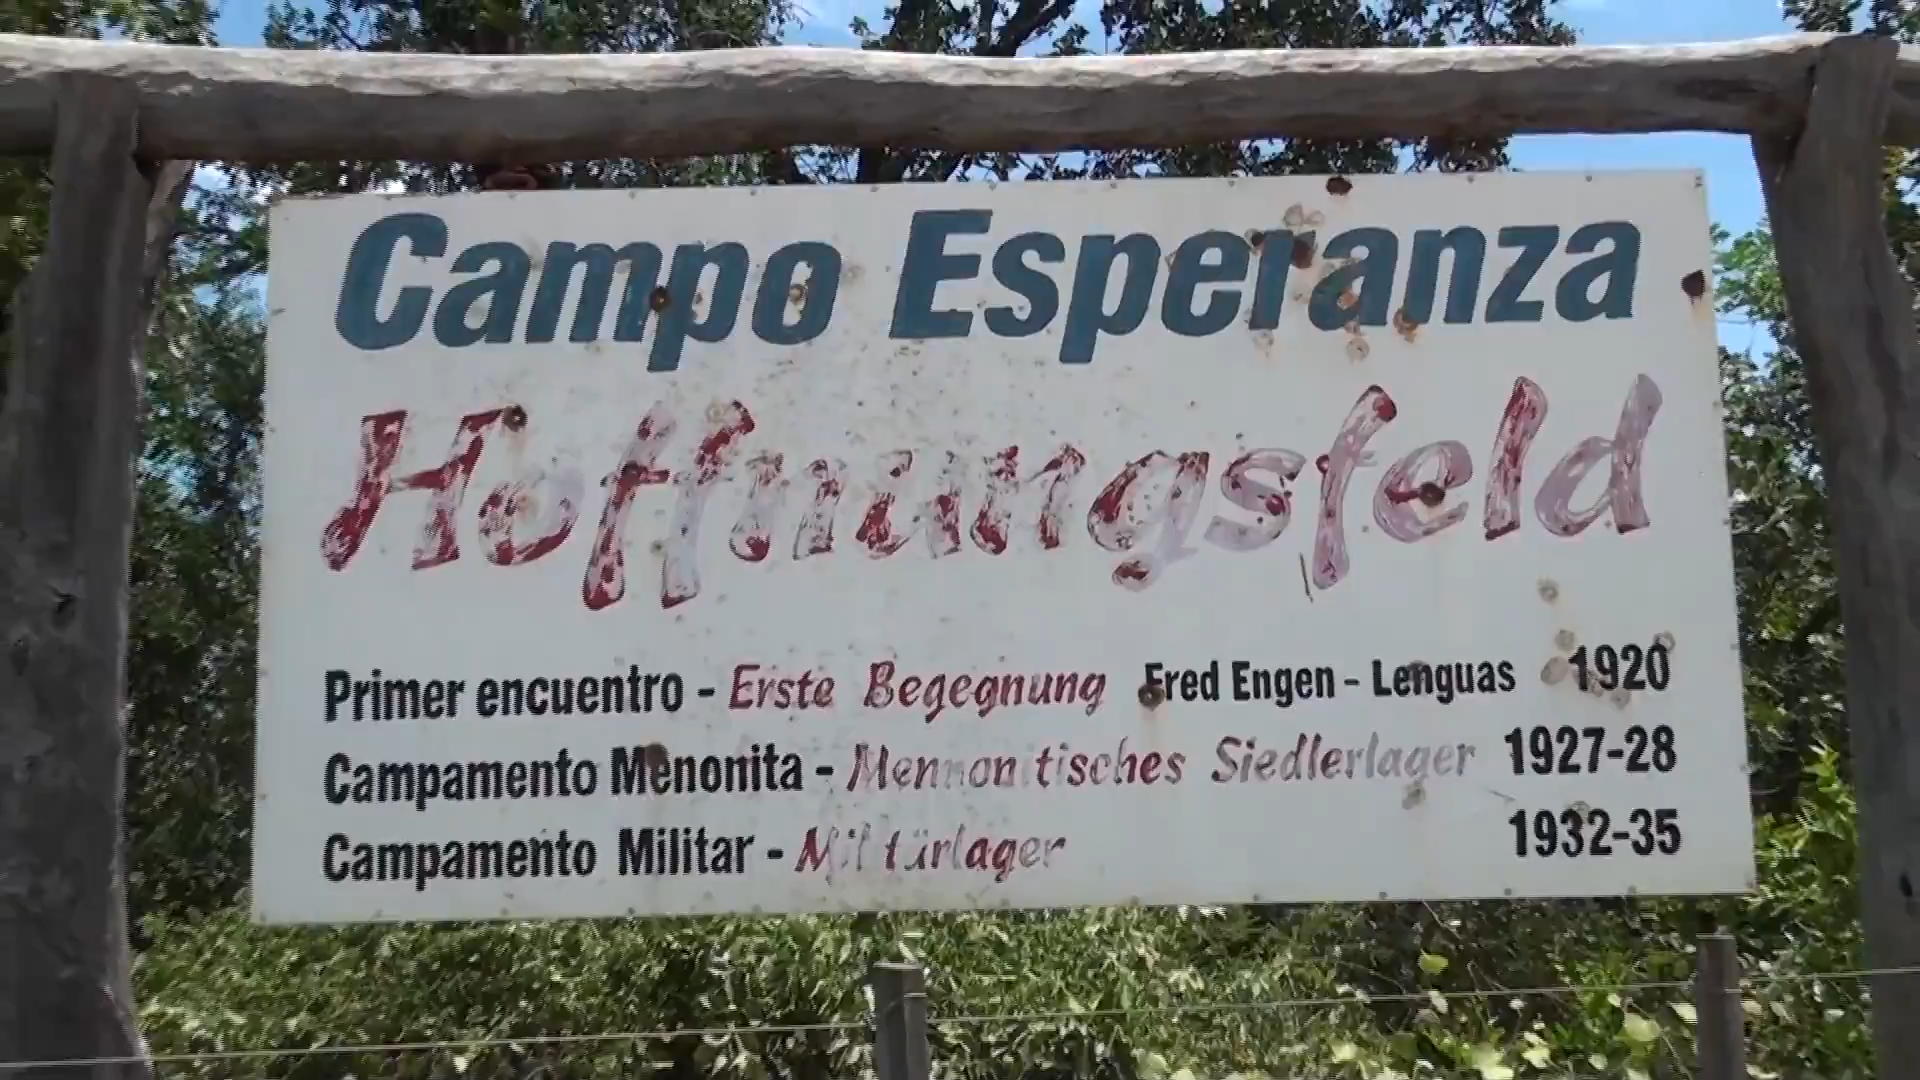 Campo Esperanza
Hoffnungsfeld
Primer encuentro - Erste Begegnung Fred Engen - Lenguas 1920
Campamento Menonita - Mennonitisches Siedlerlager 1927-28
Campamento Militar - Militärlager 1932-35